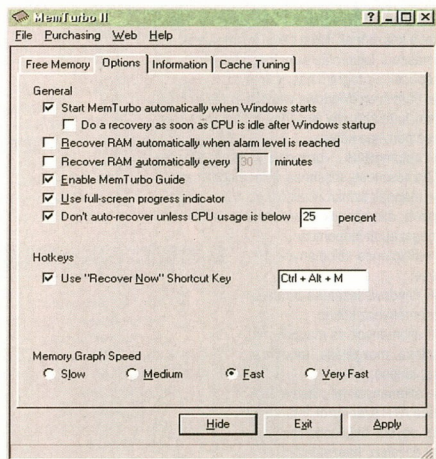 MemTurbo II
File Purchasing Web Help
Free Memory Options Information Cache Tuning
General
Start MemTurbo automatically when Windows starts
Do a recovery as soon as CPU is idle after Windows startup
Recover RAM automatically when alarm level is reached
Recover RAM automatically every 30 minutes
Enable MemTurbo Guide
Use full-screen progress indicator
Don't auto-recover unless CPU usage is below 25 percent
Hotkeys
Use "Recover Now" Shortcut Key Ctrl + Alt + M
Memory Graph Speed
Slow Medium Fast Very Fast
Hide Exit Apply